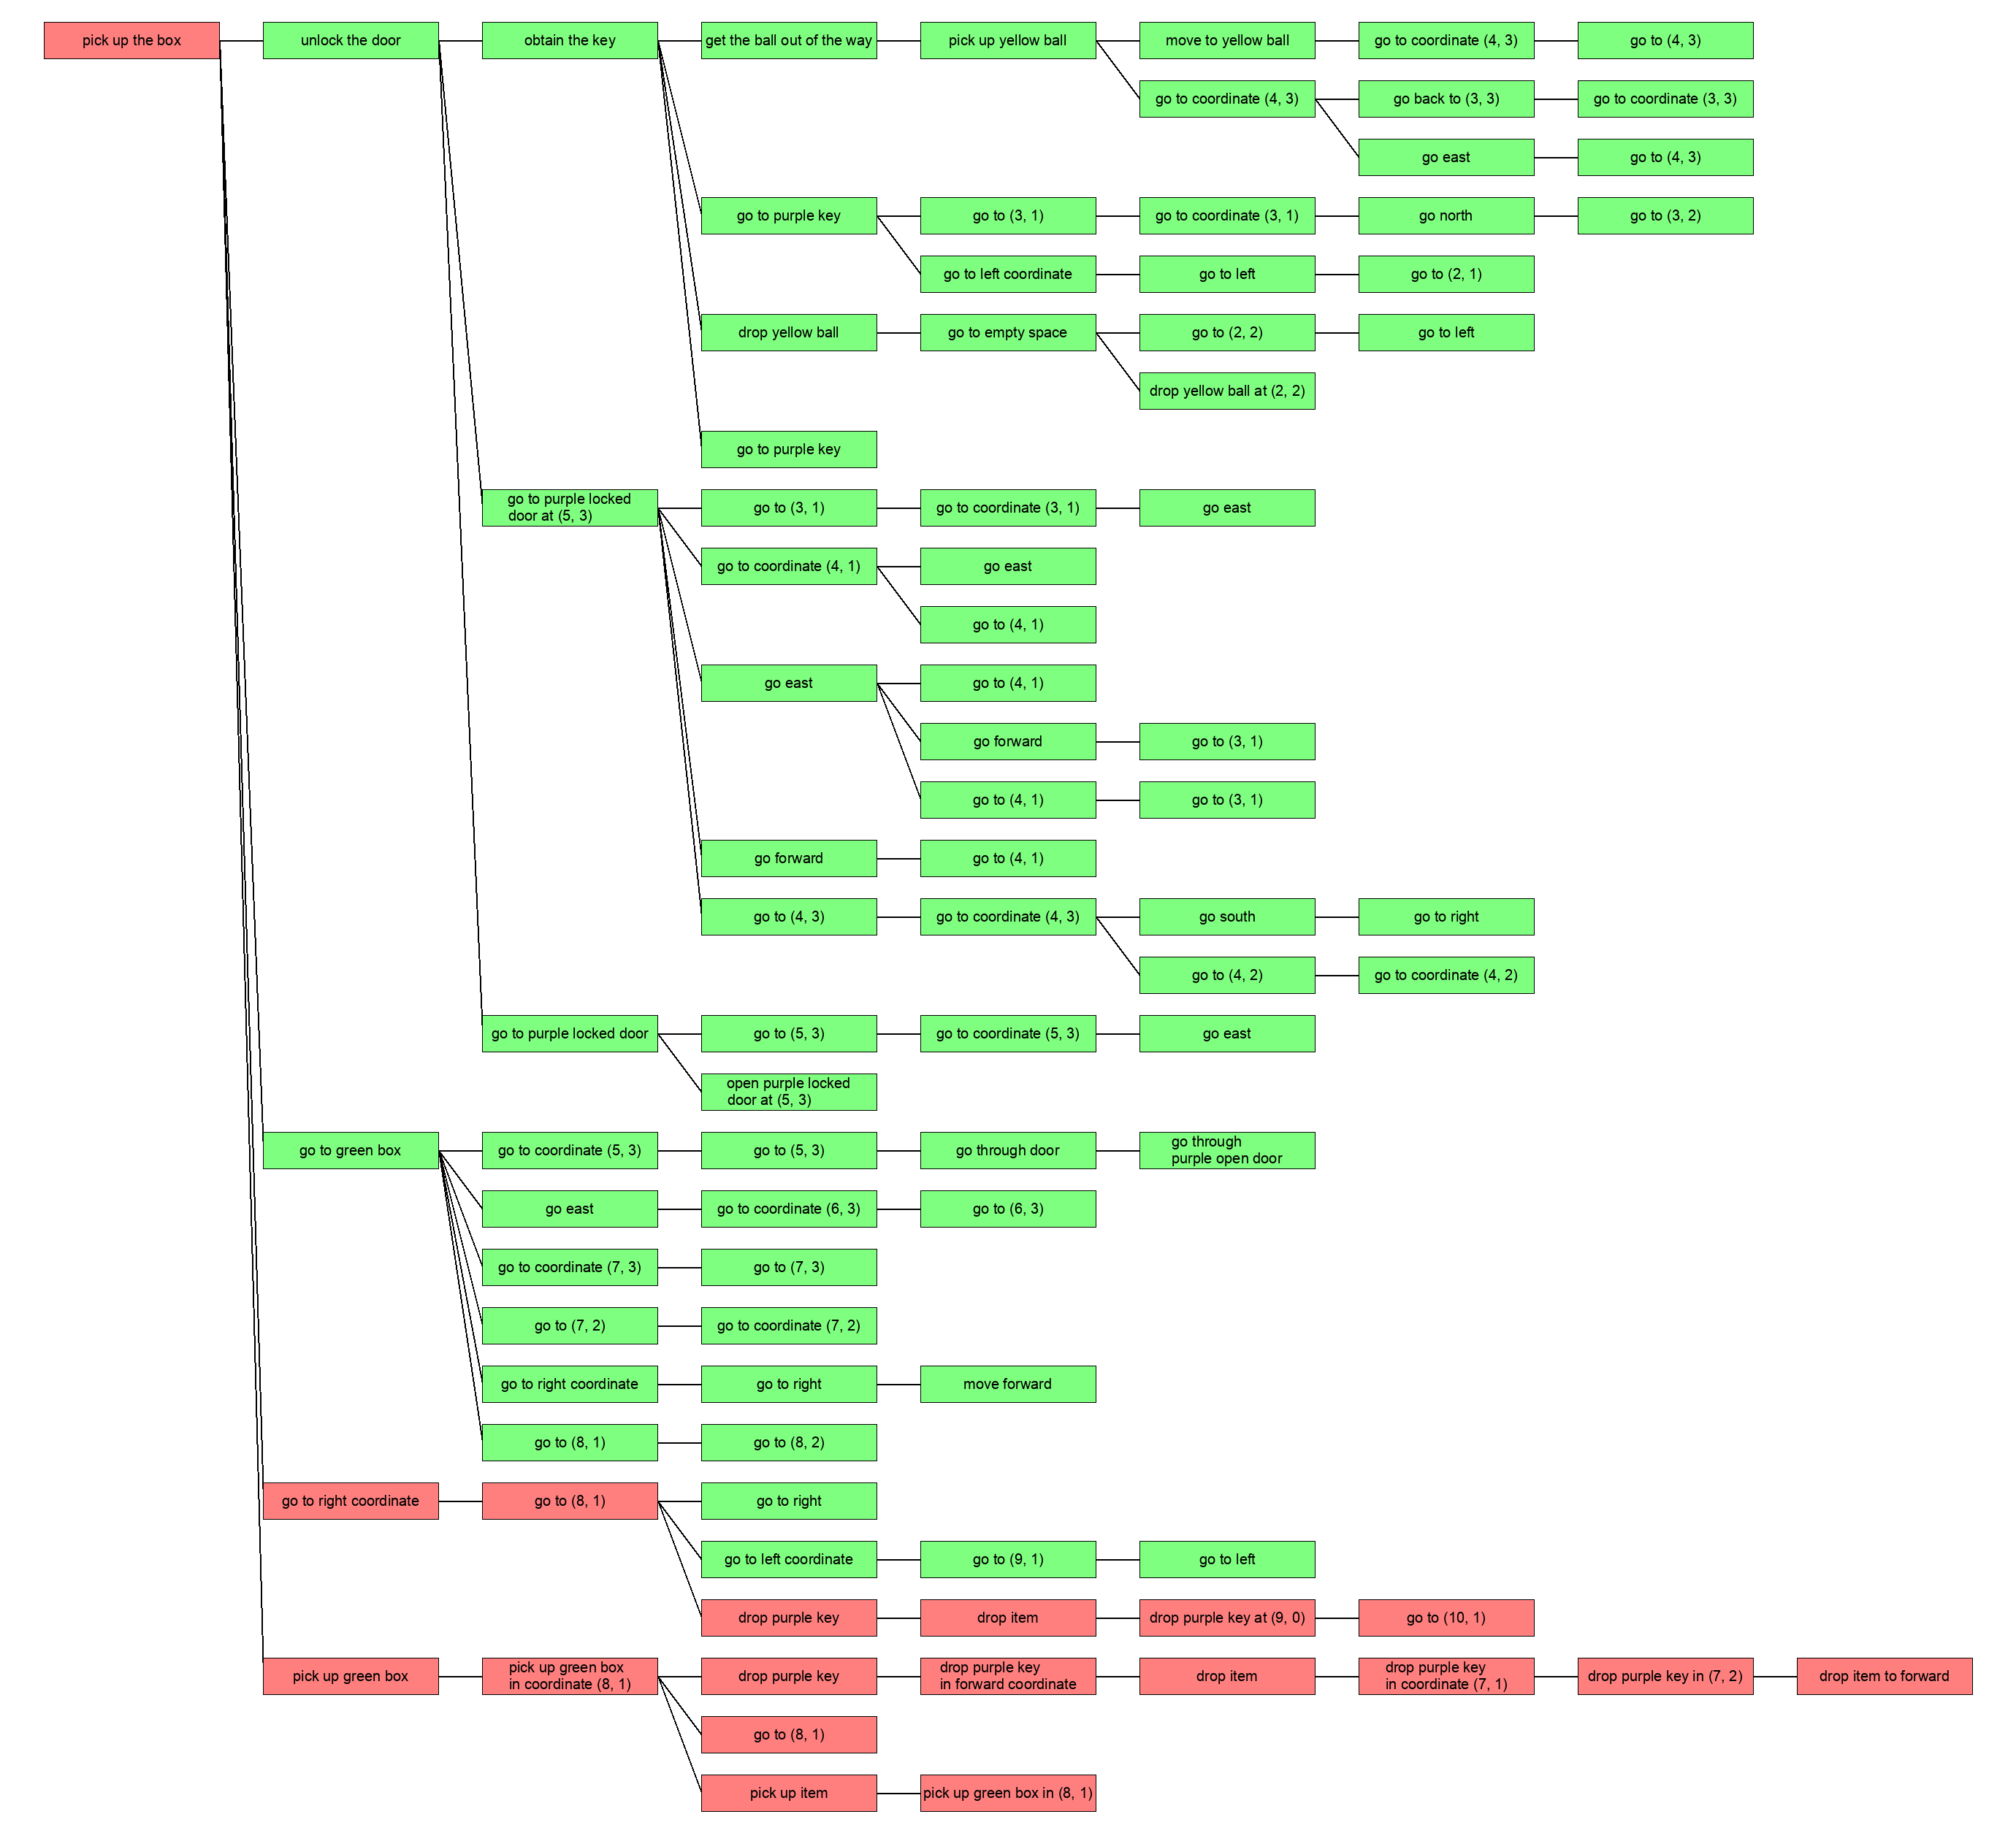 pick up the box
unlock the door
obtain the key
get the ball out of the way
pick up yellow ball
move to yellow ball
go to coordinate (4, 3)
go to (4, 3)
go to coordinate (4, 3)
go back to (3, 3)
go to coordinate (3, 3)
go east
go to (4, 3)
go to purple key
go to (3, 1)
go to coordinate (3, 1)
go north
go to (3, 2)
go to left coordinate
go to left
go to (2, 1)
drop yellow ball
go to empty space
go to (2, 2)
go to left
drop yellow ball at (2, 2)
go to purple key
go to purple locked
door at (5, 3)
go to (3, 1)
go to coordinate (3, 1)
go east
go to coordinate (4, 1)
go east
go to (4, 1)
go east
go to (4, 1)
go forward
go to (3, 1)
go to (4, 1)
go to (3, 1)
go forward
go to (4, 1)
go to (4, 3)
go to coordinate (4, 3)
go south
go to right
go to (4, 2)
go to coordinate (4, 2)
go to purple locked door
go to (5, 3)
go to coordinate (5, 3)
go east
open purple locked
door at (5, 3)
go to green box
go to coordinate (5, 3)
go to (5, 3)
go through door
go through
purple open door
go east
go to coordinate (6, 3)
go to (6, 3)
go to coordinate (7, 3)
go to (7, 3)
go to (7, 2)
go to coordinate (7, 2)
go to right coordinate
go to right
move forward
go to (8, 1)
go to (8, 2)
go to right coordinate
go to (8, 1)
go to right
go to left coordinate
go to (9, 1)
go to left
drop purple key
drop item
drop purple key at (9, 0)
go to (10, 1)
pick up green box
pick up green box
in coordinate (8, 1)
drop purple key
drop purple key
in forward coordinate
drop item
drop purple key
in coordinate (7, 1)
drop purple key in (7, 2)
drop item to forward
go to (8, 1)
pick up item
pick up green box in (8, 1)